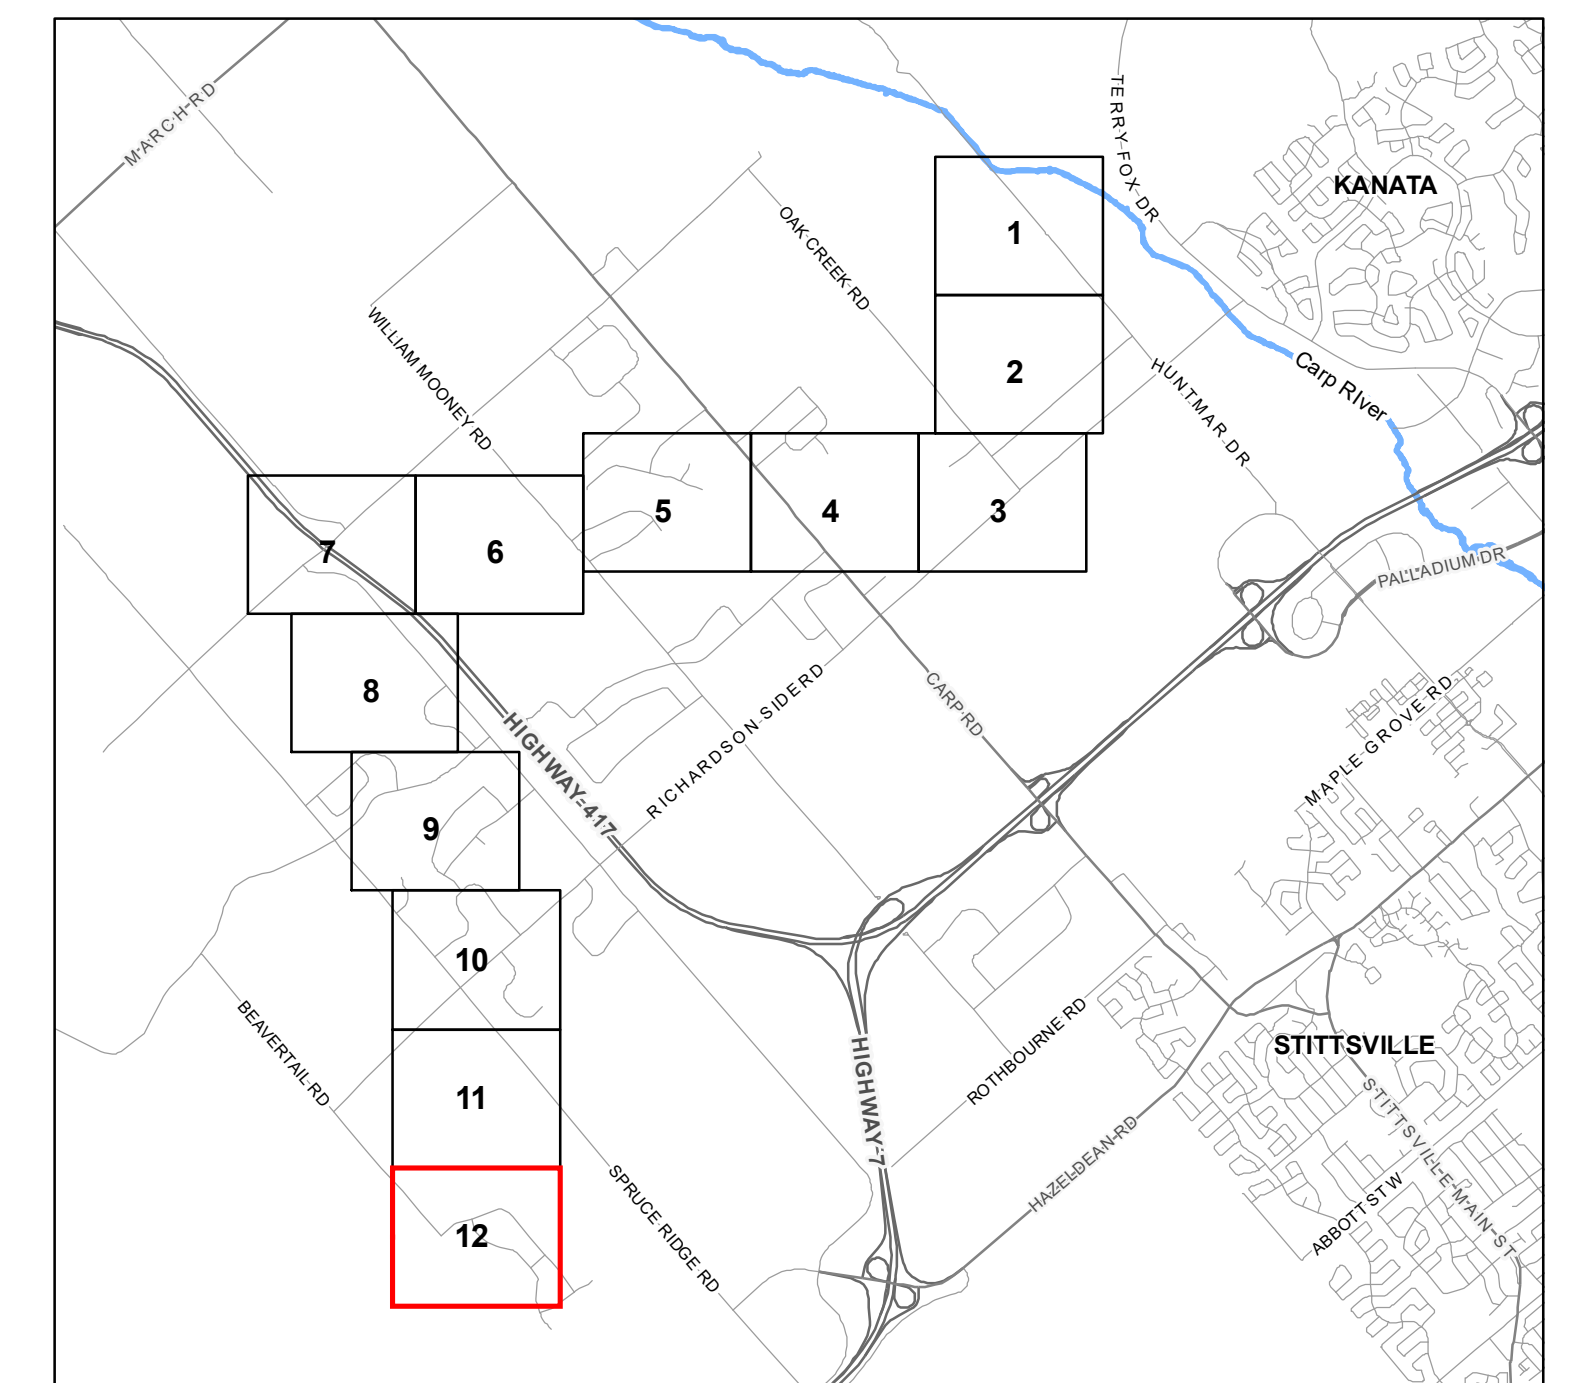 MARCH RD
TERRY FOX DR
KANATA
OAK CREEK RD
1
WILLIAM MOONEY RD
2
HUNTMAR DR
Carp RIver
5
4
3
7
6
PALLADIUM DR
8
HIGHWAY 417
RICHARDSON SIDE RD
CARP RD
MAPLE GROVE RD
9
10
BEAVERTAIL RD
HIGHWAY 7
ROTHBOURNE RD
STITTSVILLE
11
HAZELDEAN RD
STITTSVILLE MAIN ST
SPRUCE RIDGE RD
ABBOTT ST W
12